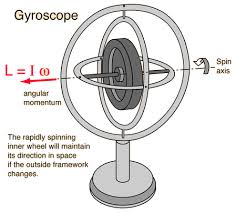 Gyroscope
Spin
axis
L = I ω
angular
momentum
The rapidly spinning
inner wheel will maintain
its direction in space
if the outside framework
changes.